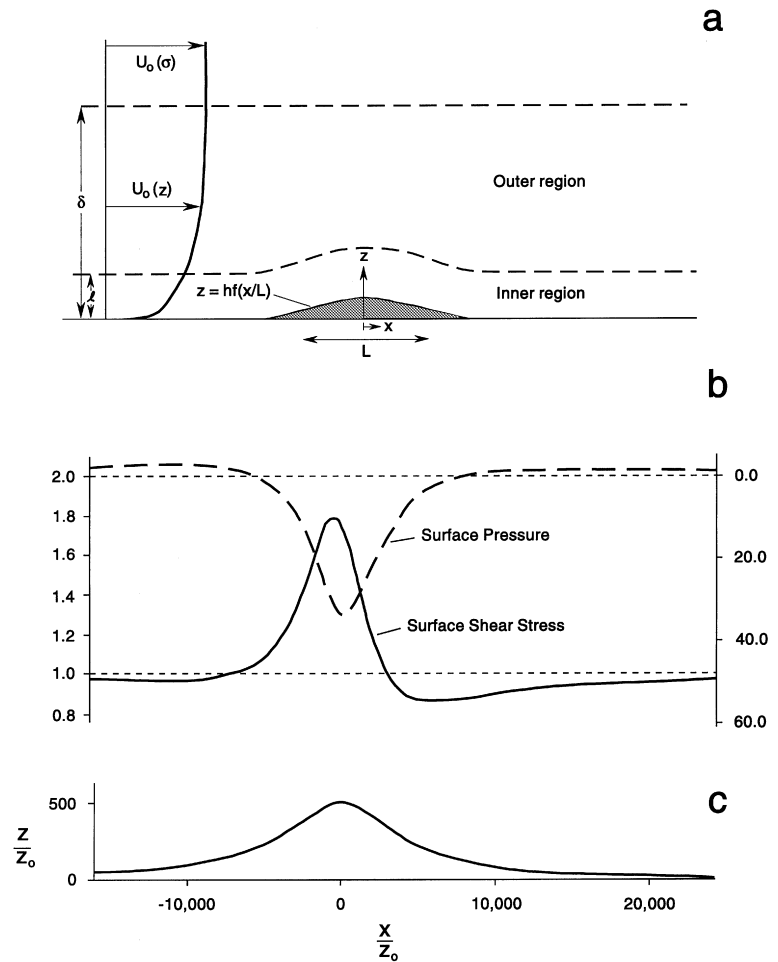 a
U₀(σ)
δ
U₀(z)
Outer region
z
ℓ
z = hf(x/L)
Inner region
x
L
b
2.0
0.0
1.8
Surface Pressure
1.6
20.0
1.4
Surface Shear Stress
1.2
40.0
1.0
0.8
60.0
c
500
Z
Z₀
0
-10,000
0
10,000
20,000
X
Z₀